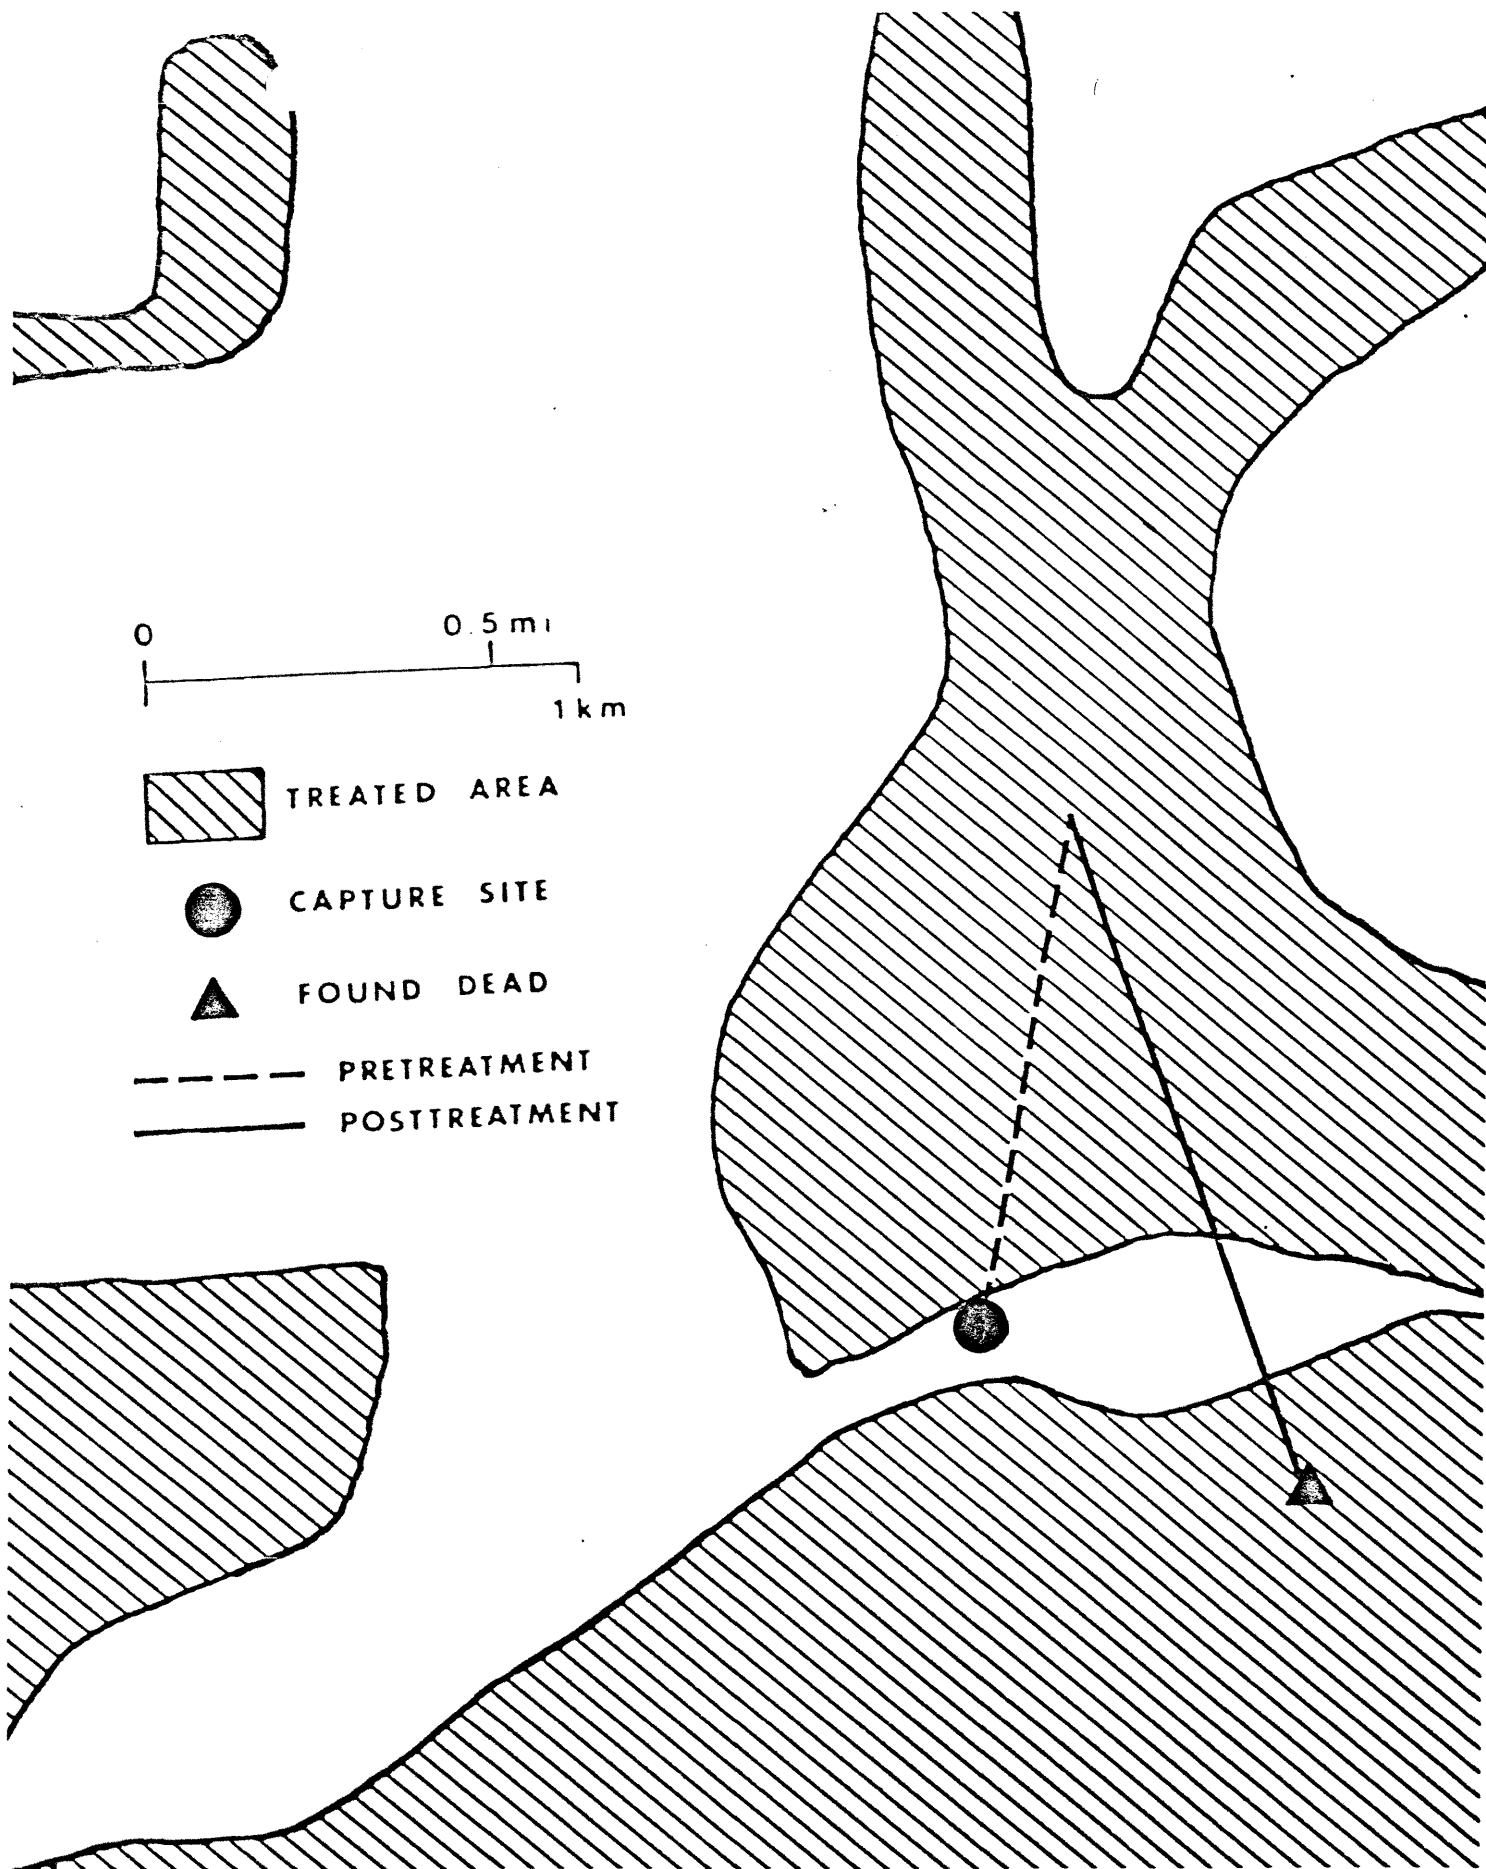 0 0.5 mi
1 km
TREATED AREA
CAPTURE SITE
FOUND DEAD
PRETREATMENT
POSTTREATMENT